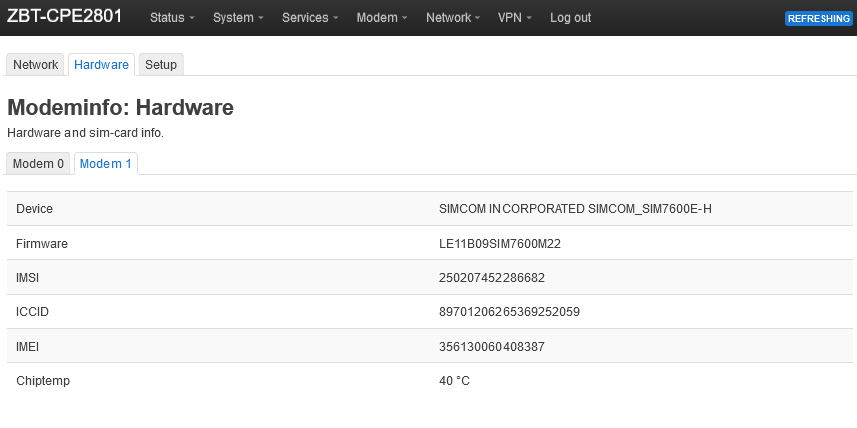 ZBT-CPE2801 Status System Services Modem Network VPN Log out REFRESHING
Network Hardware Setup
Modeminfo: Hardware
Hardware and sim-card info.
Modem 0 Modem 1
Device SIMCOM INCORPORATED SIMCOM_SIM7600E-H
Firmware LE11B09SIM7600M22
IMSI 250207452286682
ICCID 89701206265369252059
IMEI 356130060408387
Chiptemp 40 °C